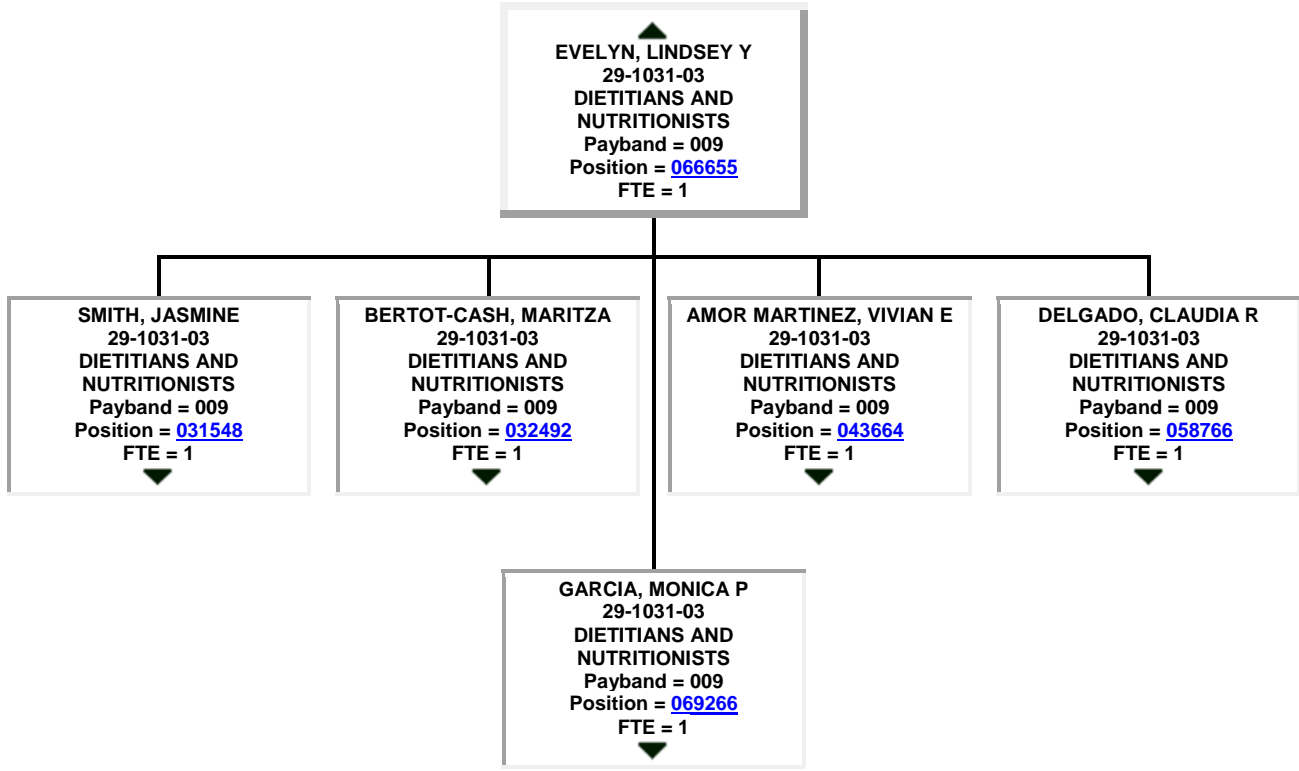 EVELYN, LINDSEY Y
29-1031-03
DIETITIANS AND
NUTRITIONISTS
Payband = 009
Position = 066655
FTE = 1
SMITH, JASMINE
29-1031-03
DIETITIANS AND
NUTRITIONISTS
Payband = 009
Position = 031548
FTE = 1
BERTOT-CASH, MARITZA
29-1031-03
DIETITIANS AND
NUTRITIONISTS
Payband = 009
Position = 032492
FTE = 1
AMOR MARTINEZ, VIVIAN E
29-1031-03
DIETITIANS AND
NUTRITIONISTS
Payband = 009
Position = 043664
FTE = 1
DELGADO, CLAUDIA R
29-1031-03
DIETITIANS AND
NUTRITIONISTS
Payband = 009
Position = 058766
FTE = 1
GARCIA, MONICA P
29-1031-03
DIETITIANS AND
NUTRITIONISTS
Payband = 009
Position = 069266
FTE = 1